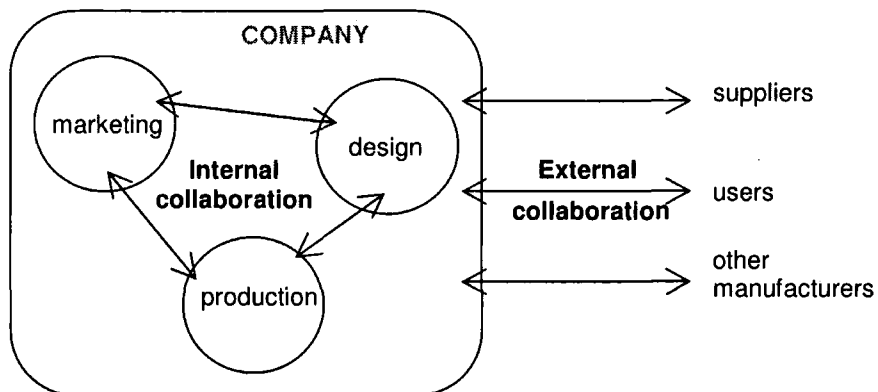 COMPANY
marketing
design
Internal
collaboration
production
External
collaboration
suppliers
users
other
manufacturers